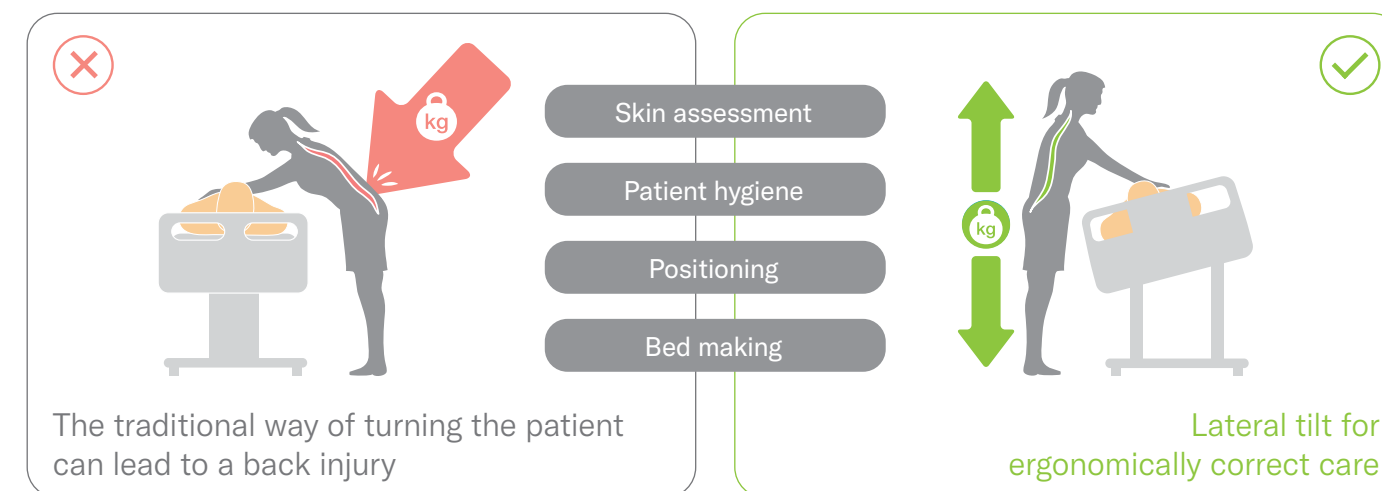 kg
Skin assessment
Patient hygiene
Positioning
Bed making
kg
The traditional way of turning the patient
can lead to a back injury
Lateral tilt for
ergonomically correct care